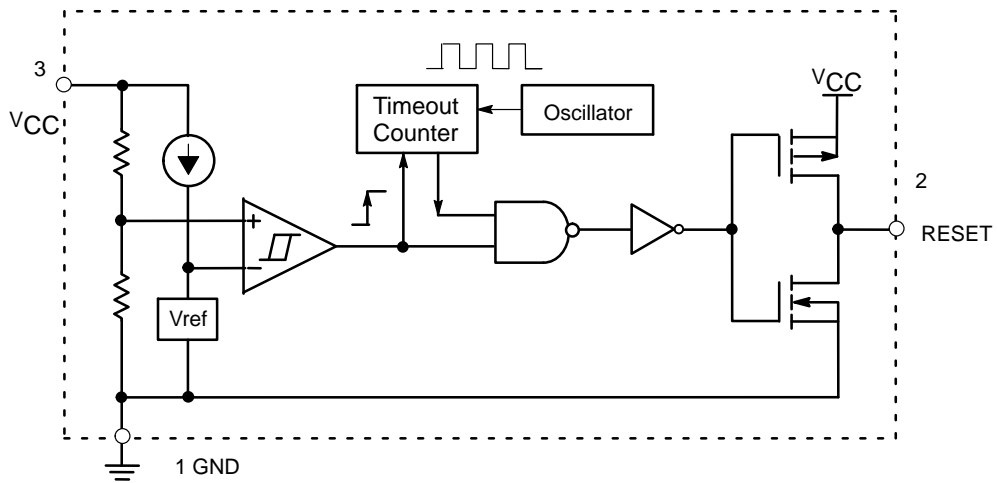 3
VCC
Timeout
Counter
Oscillator
VCC
2
+
−
Vref
RESET
1 GND